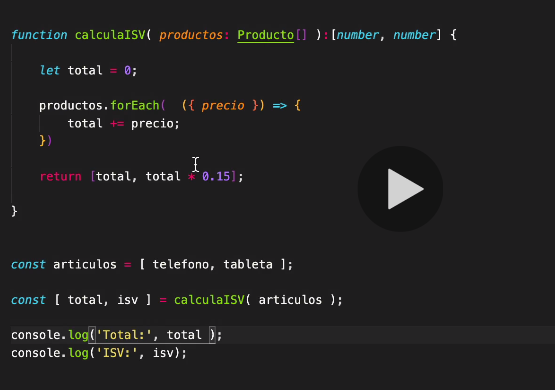 function calculaISV( productos: Producto[] ):[number, number] {
let total = 0;
productos.forEach(  ({ precio }) => {
total += precio;
})
return [total, total * 0.15];
}
const articulos = [ telefono, tableta ];
const [ total, isv ] = calculaISV( articulos );
console.log('Total:', total );
console.log('ISV:', isv);